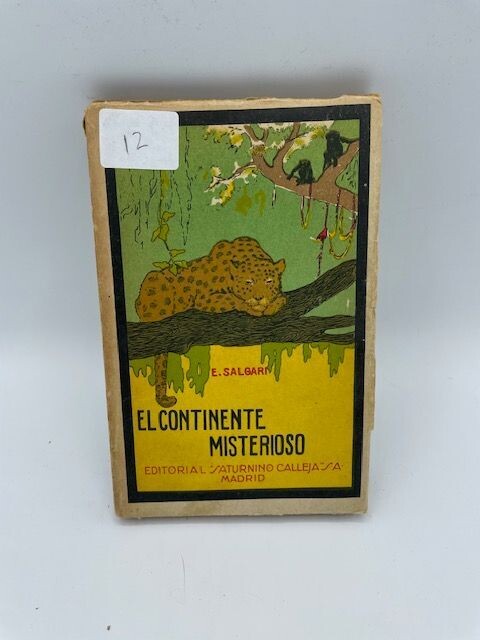 12
E. SALGARI
EL CONTINENTE
MISTERIOSO
EDITORIAL "SATURNINO CALLEJA" S.A.
MADRID